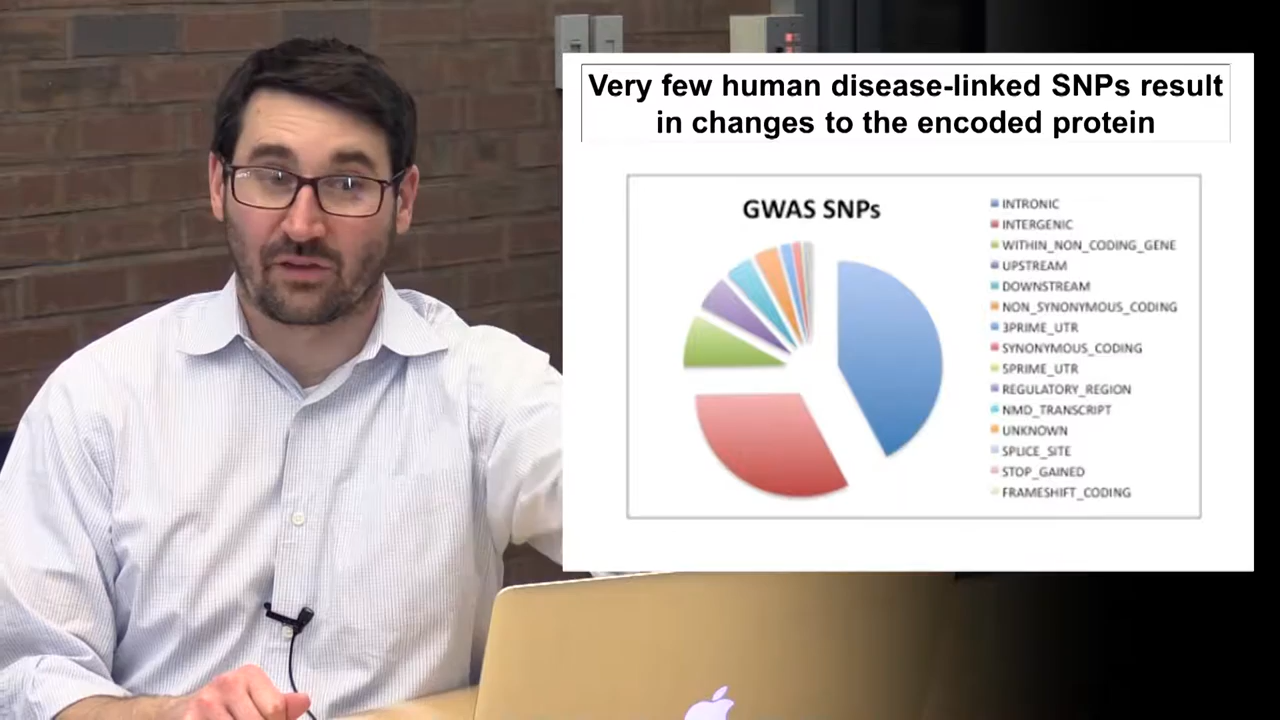 Very few human disease-linked SNPs result
in changes to the encoded protein
GWAS SNPs
INTRONIC
INTERGENIC
WITHIN_NON_CODING_GENE
UPSTREAM
DOWNSTREAM
NON_SYNONYMOUS_CODING
3PRIME_UTR
SYNONYMOUS_CODING
5PRIME_UTR
REGULATORY_REGION
NMD_TRANSCRIPT
UNKNOWN
SPLICE_SITE
STOP_GAINED
FRAMESHIFT_CODING